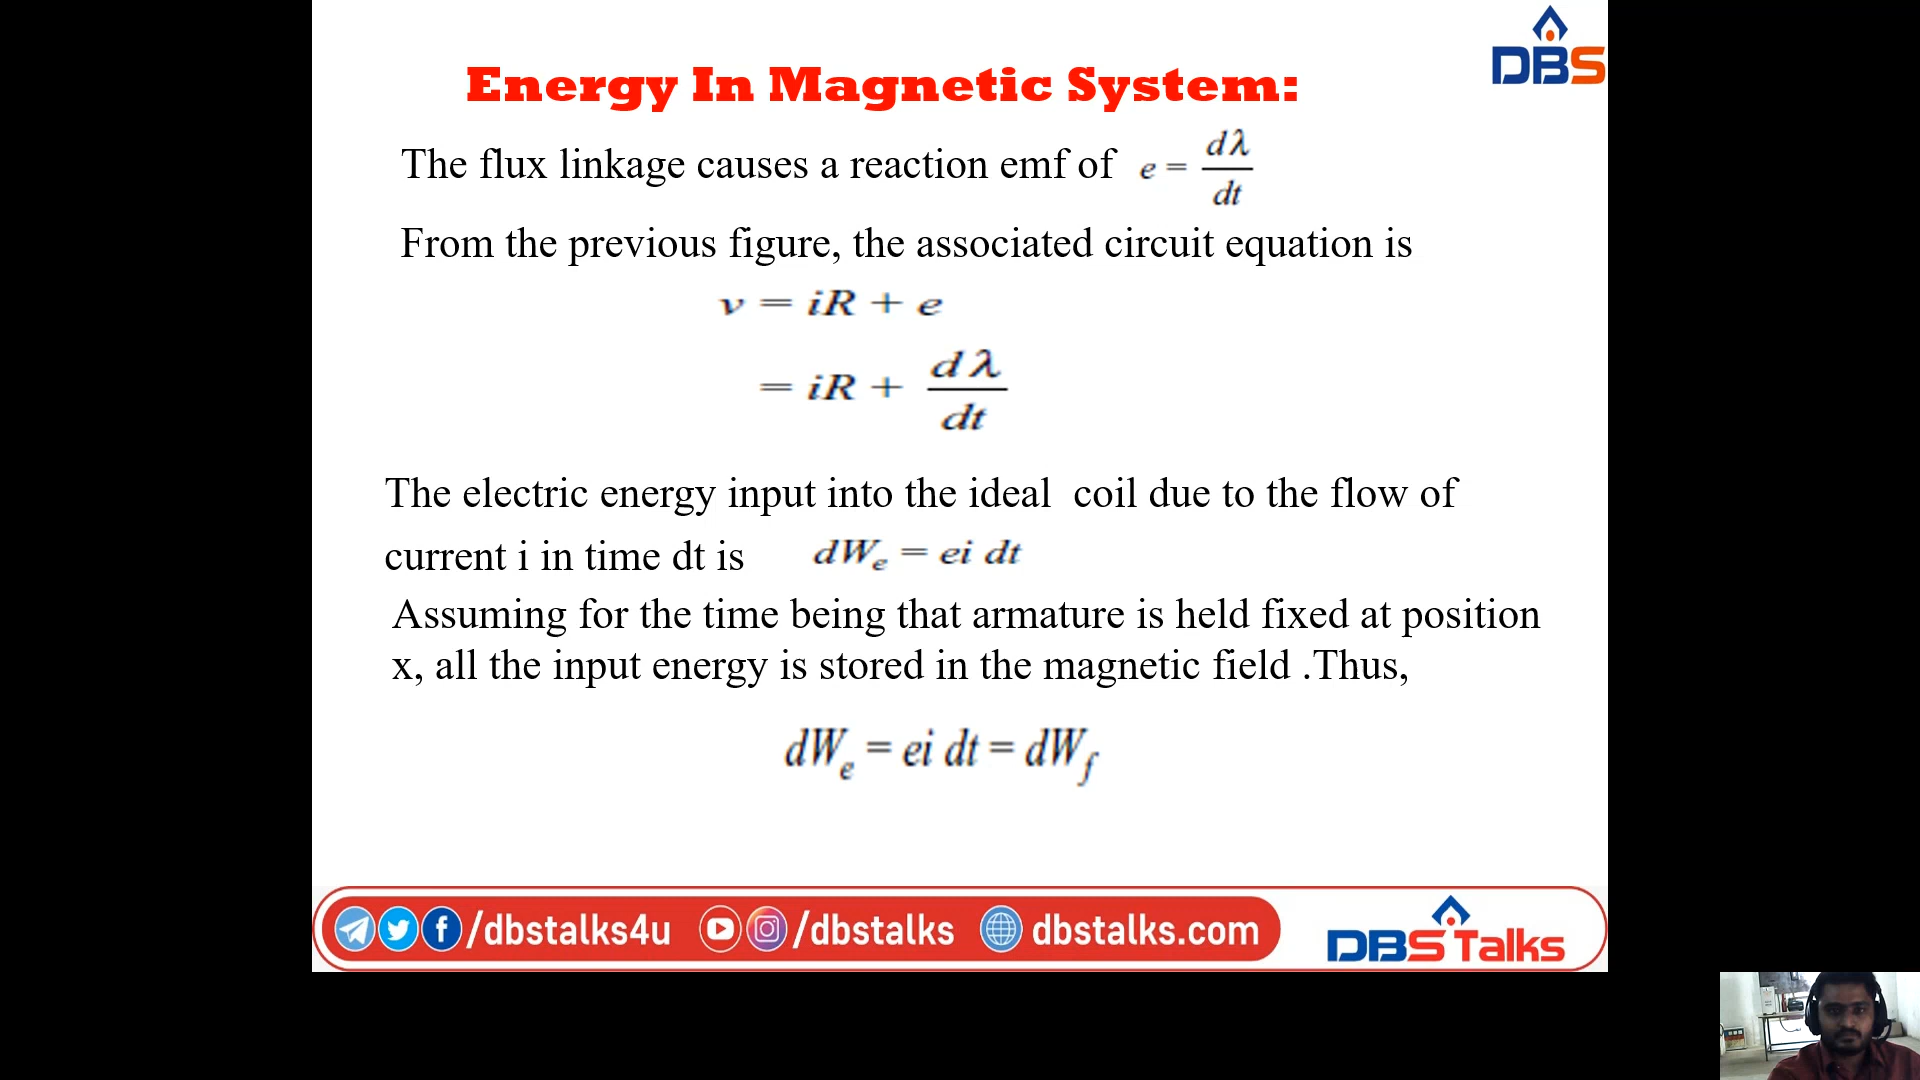 DBS
Energy In Magnetic System:
The flux linkage causes a reaction emf of e = dλ/dt
From the previous figure, the associated circuit equation is
v = iR + e
= iR + dλ/dt
The electric energy input into the ideal coil due to the flow of
current i in time dt is dWₑ = ei dt
Assuming for the time being that armature is held fixed at position
x, all the input energy is stored in the magnetic field .Thus,
dWₑ = ei dt = dW_f
/dbstalks4u /dbstalks dbstalks.com DBS Talks